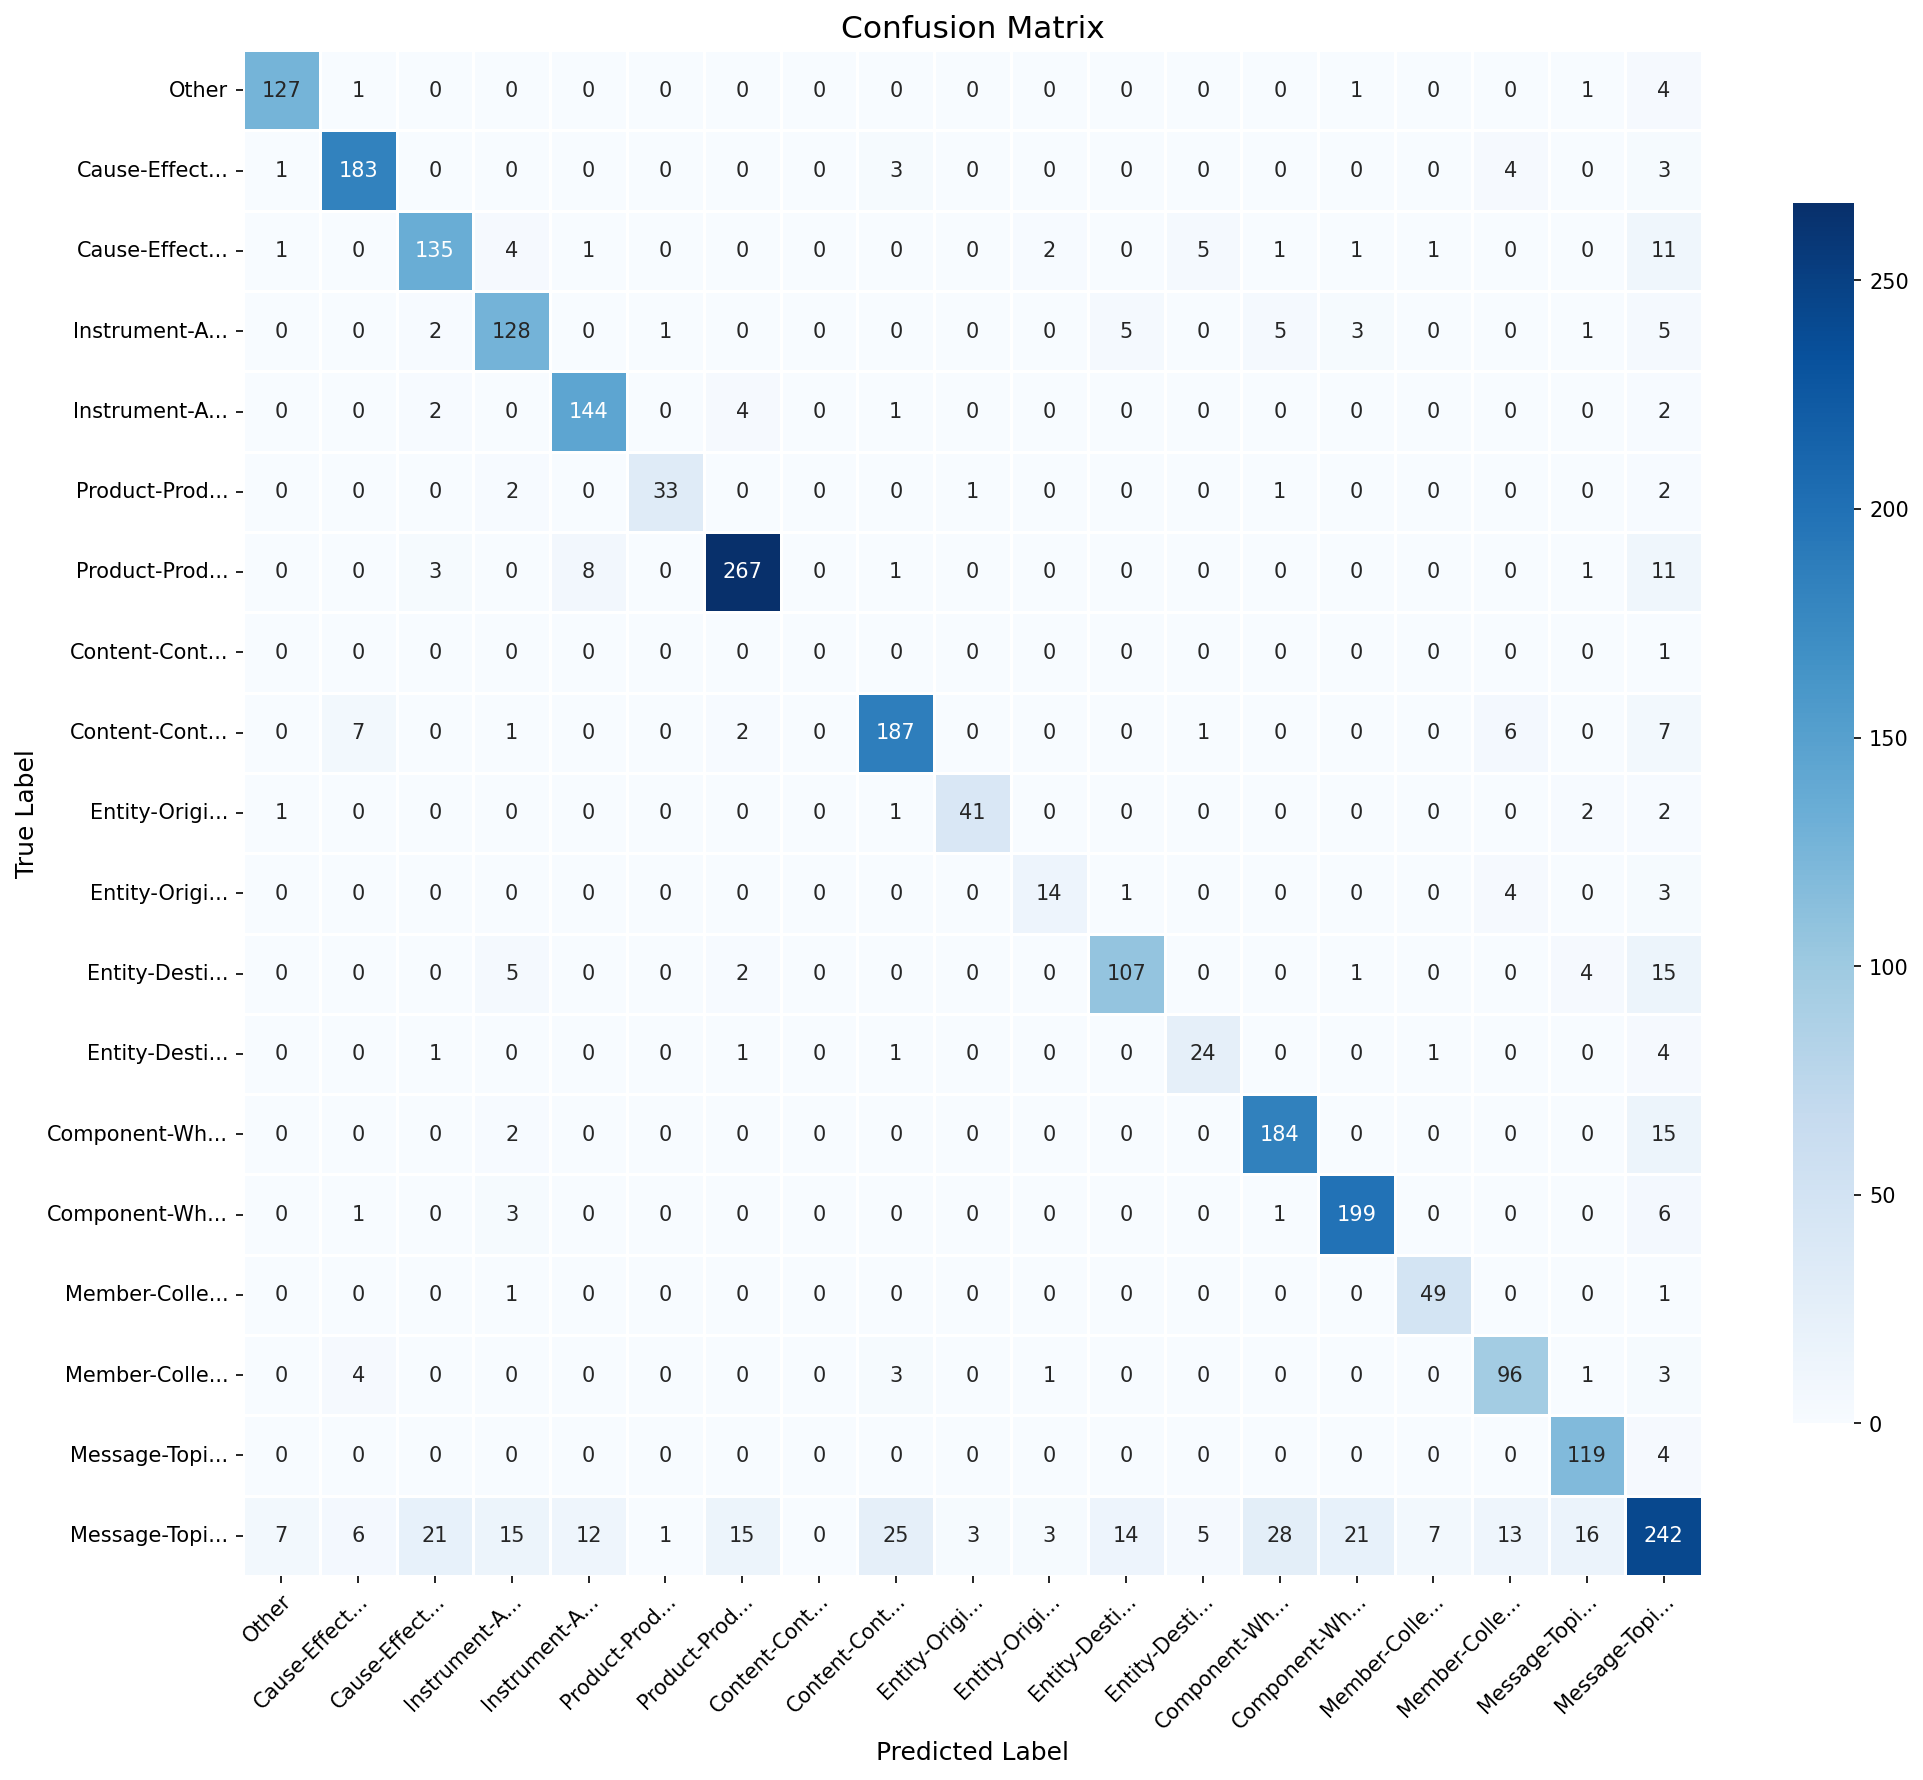 Confusion Matrix
Other 127 1 0 0 0 0 0 0 0 0 0 0 0 0 1 0 0 1 4
Cause-Effect... 1 183 0 0 0 0 0 0 3 0 0 0 0 0 0 0 4 0 3
Cause-Effect... 1 0 135 4 1 0 0 0 0 0 2 0 5 1 1 1 0 0 11
Instrument-A... 0 0 2 128 0 1 0 0 0 0 0 5 0 5 3 0 0 1 5
Instrument-A... 0 0 2 0 144 0 4 0 1 0 0 0 0 0 0 0 0 0 2
Product-Prod... 0 0 0 2 0 33 0 0 0 1 0 0 0 1 0 0 0 0 2
Product-Prod... 0 0 3 0 8 0 267 0 1 0 0 0 0 0 0 0 0 1 11
Content-Cont... 0 0 0 0 0 0 0 0 0 0 0 0 0 0 0 0 0 0 1
Content-Cont... 0 7 0 1 0 0 2 0 187 0 0 0 1 0 0 0 6 0 7
Entity-Origi... 1 0 0 0 0 0 0 0 1 41 0 0 0 0 0 0 0 2 2
Entity-Origi... 0 0 0 0 0 0 0 0 0 0 14 1 0 0 0 0 4 0 3
Entity-Desti... 0 0 0 5 0 0 2 0 0 0 0 107 0 0 1 0 0 4 15
Entity-Desti... 0 0 1 0 0 0 1 0 1 0 0 0 24 0 0 1 0 0 4
Component-Wh... 0 0 0 2 0 0 0 0 0 0 0 0 0 184 0 0 0 0 15
Component-Wh... 0 1 0 3 0 0 0 0 0 0 0 0 0 1 199 0 0 0 6
Member-Colle... 0 0 0 1 0 0 0 0 0 0 0 0 0 0 0 49 0 0 1
Member-Colle... 0 4 0 0 0 0 0 0 3 0 1 0 0 0 0 0 96 1 3
Message-Topi... 0 0 0 0 0 0 0 0 0 0 0 0 0 0 0 0 0 119 4
Message-Topi... 7 6 21 15 12 1 15 0 25 3 3 14 5 28 21 7 13 16 242
Other
Cause-Effect...
Cause-Effect...
Instrument-A...
Instrument-A...
Product-Prod...
Product-Prod...
Content-Cont...
Content-Cont...
Entity-Origi...
Entity-Origi...
Entity-Desti...
Entity-Desti...
Component-Wh...
Component-Wh...
Member-Colle...
Member-Colle...
Message-Topi...
Message-Topi...
Predicted Label
True Label
250
200
150
100
50
0